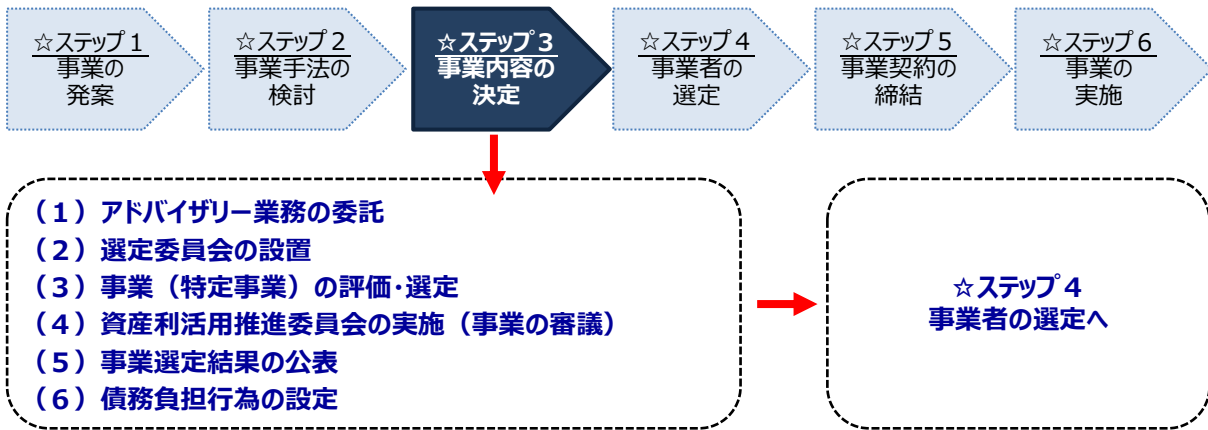 ☆ステップ1
事業の
発案
☆ステップ2
事業手法の
検討
☆ステップ3
事業内容の
決定
☆ステップ4
事業者の
選定
☆ステップ5
事業契約の
締結
☆ステップ6
事業の
実施
(1)アドバイザリー業務の委託
(2)選定委員会の設置
(3)事業(特定事業)の評価・選定
(4)資産利活用推進委員会の実施(事業の審議)
(5)事業選定結果の公表
(6)債務負担行為の設定
☆ステップ4
事業者の選定へ